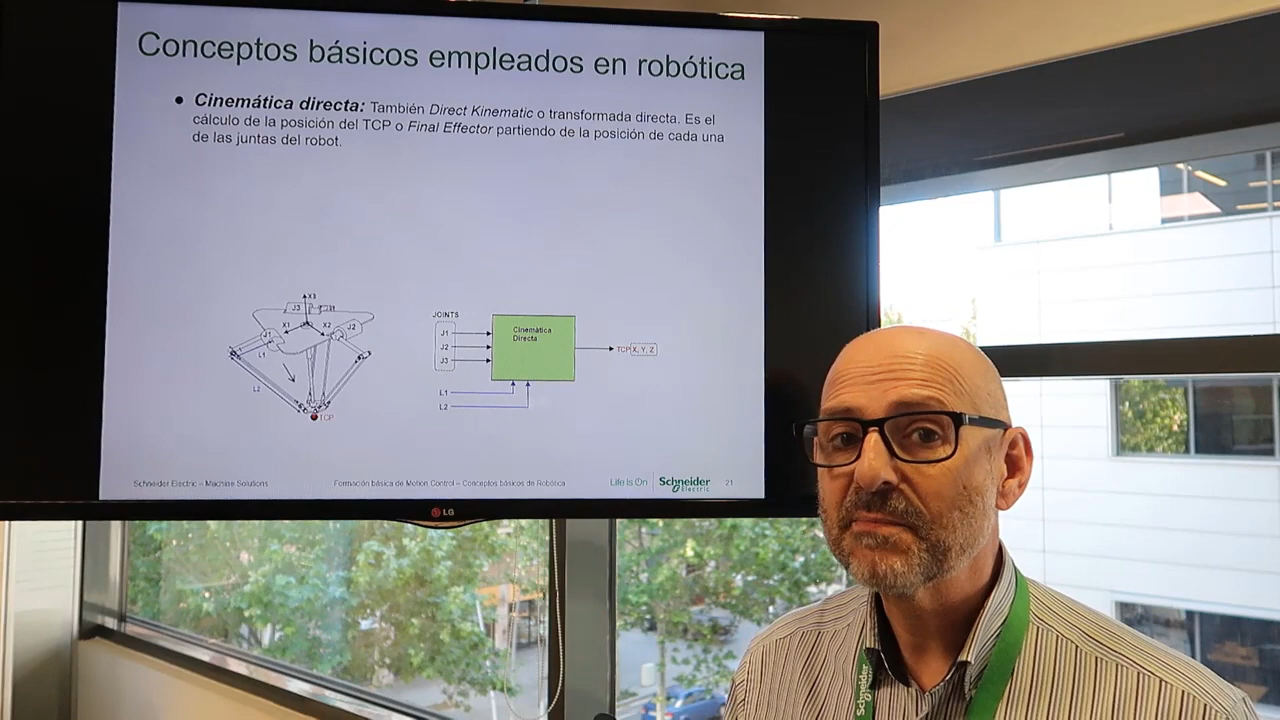 Conceptos básicos empleados en robótica
● Cinemática directa: También Direct Kinematic o transformada directa. Es el
cálculo de la posición del TCP o Final Effector partiendo de la posición de cada una
de las juntas del robot.
X3
J3
X1
X2
J1
J2
L1
L2
TCP
JOINTS
J1
J2
J3
L1
L2
Cinemática
Directa
TCP X, Y, Z
Schneider Electric – Machine Solutions
Formación básica de Motion Control – Conceptos básicos de Robótica
Life Is On
Schneider
Electric
21
LG
Schneider